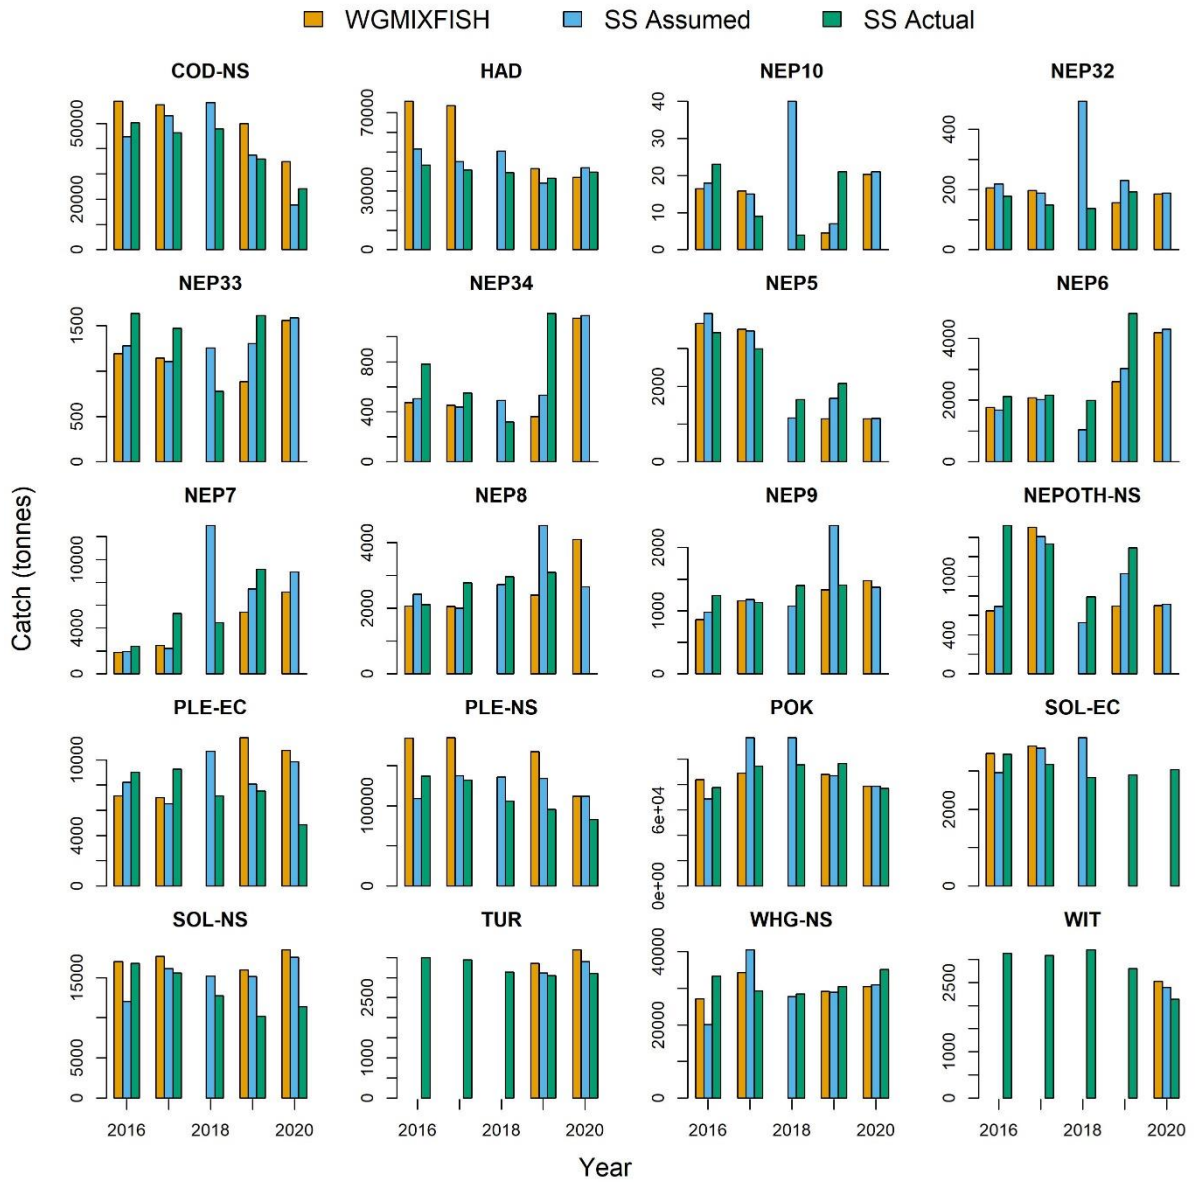 WGMIXFISH SS Assumed SS Actual
COD-NS HAD NEP10 NEP32
0 20000 50000
0 30000 70000
0 10 20 30 40
0 200 400
NEP33 NEP34 NEP5 NEP6
0 500 1500
0 400 800
0 2000
0 2000 4000
NEP7 NEP8 NEP9 NEPOTH-NS
0 4000 10000
0 2000 4000
0 1000 2000
0 400 1000
Catch (tonnes)
PLE-EC PLE-NS POK SOL-EC
0 4000 10000
0 100000
0e+00 6e+04
0 2000
SOL-NS TUR WHG-NS WIT
0 5000 15000
0 1000 2500
0 20000 40000
0 1000 2500
2016 2018 2020 2016 2018 2020 2016 2018 2020 2016 2018 2020
Year